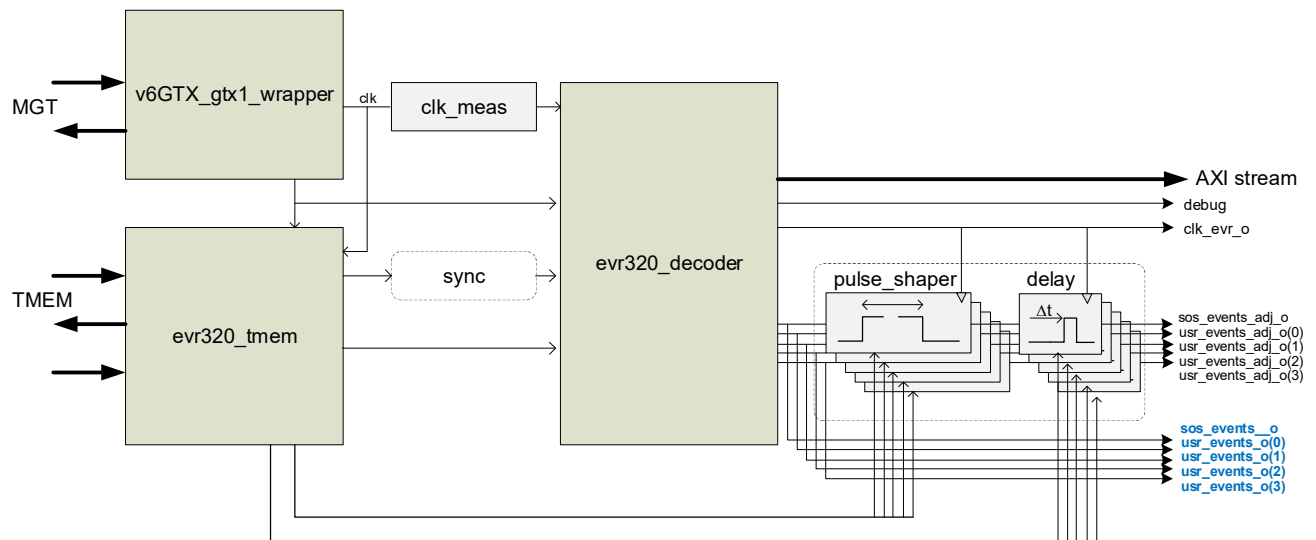 v6GTX_gtx1_wrapper
MGT
clk
clk_meas
AXI stream
debug
clk_evr_o
evr320_decoder
sync
TMEM
evr320_tmem
pulse_shaper
delay
Δt
sos_events_adj_o
usr_events_adj_o(0)
usr_events_adj_o(1)
usr_events_adj_o(2)
usr_events_adj_o(3)
sos_events__o
usr_events_o(0)
usr_events_o(1)
usr_events_o(2)
usr_events_o(3)